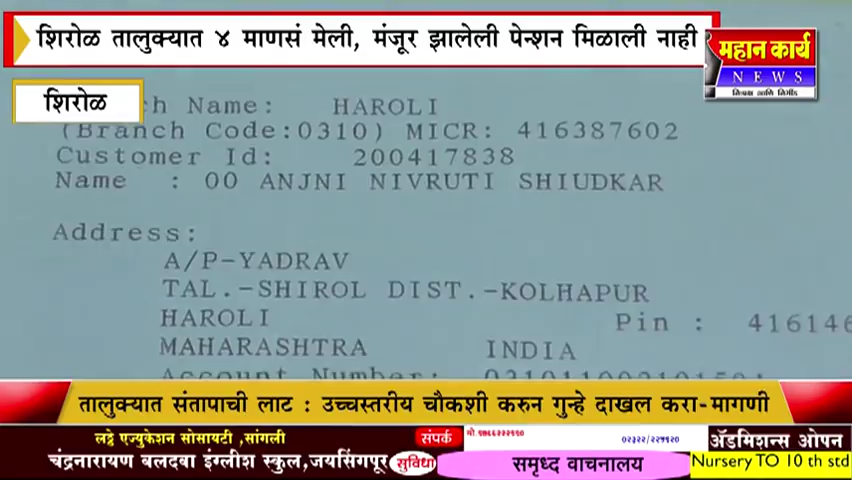 शिरोळ तालुक्यात ४ माणसं मेली, मंजूर झालेली पेन्शन मिळाली नाही
महान कार्य
NEWS
शिरोळ
ch Name: HAROLI
(Branch Code:0310) MICR: 416387602
Customer Id: 200417838
Name : 00 ANJNI NIVRUTI SHIUDKAR
Address:
A/P-YADRAV
TAL.-SHIROL DIST.-KOLHAPUR
HAROLI Pin : 416146
MAHARASHTRA INDIA
Account Number:
तालुक्यात संतापाची लाट : उच्चस्तरीय चौकशी करुन गुन्हे दाखल करा-मागणी
लठ्ठे एज्युकेशन सोसायटी ,सांगली संपर्क अ‍ॅडमिशन्स ओपन
चंद्रनारायण बलदवा इंग्लीश स्कुल,जयसिंगपूर सुविधा समृध्द वाचनालय Nursery TO 10 th std